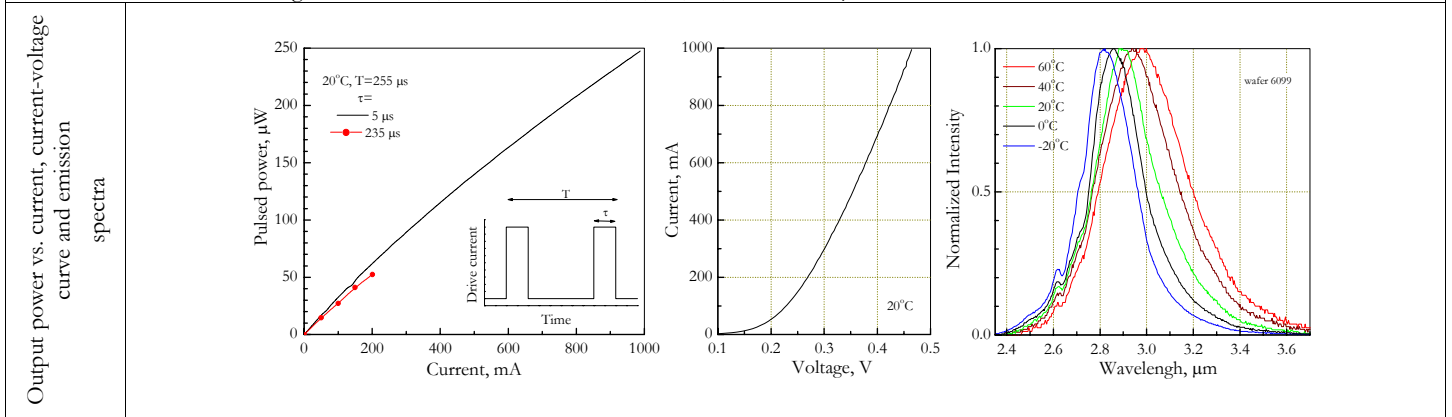 Output power vs. current, current-voltage
curve and emission
spectra
250
200
150
100
50
0
Pulsed power, μW
20°C, T=255 μs
τ=
5 μs
235 μs
T
τ
Drive current
Time
0
200
400
600
800
1000
Current, mA
1000
800
600
400
200
0
Current, mA
20°C
0.1
0.2
0.3
0.4
0.5
Voltage, V
1.0
0.5
0.0
Normalized Intensity
60°C
40°C
20°C
0°C
-20°C
wafer 6099
2.4
2.6
2.8
3.0
3.2
3.4
3.6
Wavelengh, μm